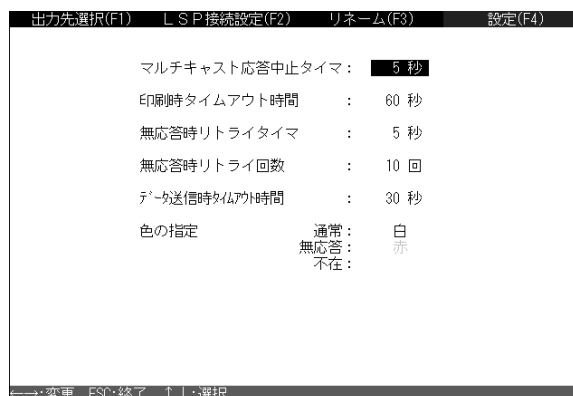 出力先選択(F1) LSP接続設定(F2) リネーム(F3) 設定(F4)
マルチキャスト応答中止タイマ： 5 秒
印刷時タイムアウト時間 ： 60 秒
無応答時リトライタイマ ： 5 秒
無応答時リトライ回数 ： 10 回
ﾃﾞｰﾀ送信時ﾀｲﾑｱｳﾄ時間 ： 30 秒
色の指定 通常： 白
無応答： 赤
不在：
←→:変更 ESC:終了 ↑↓:選択